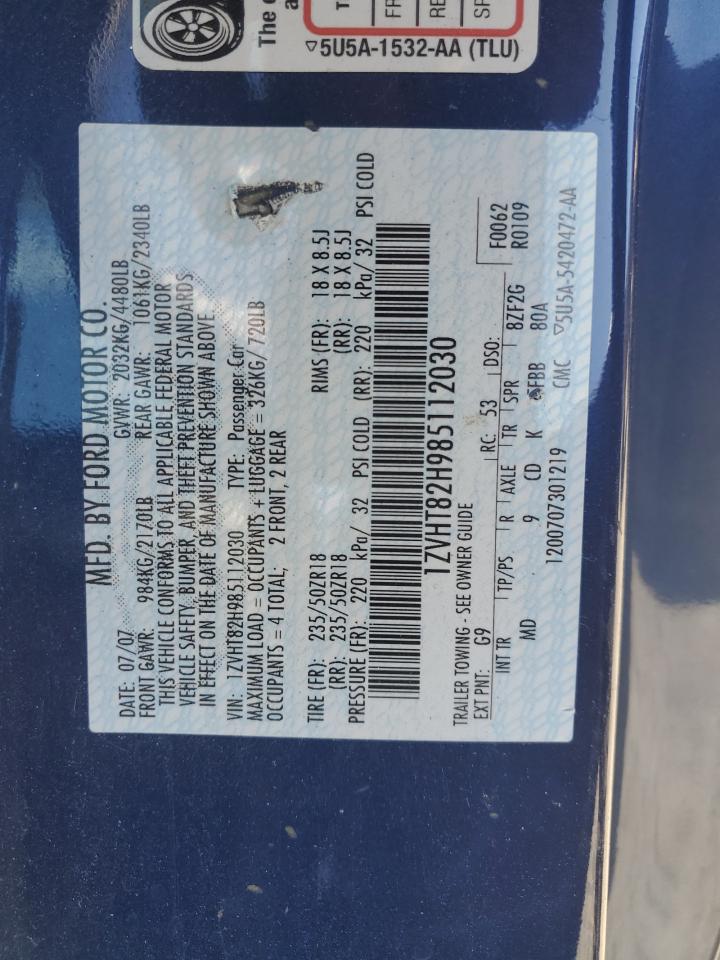 The
a
T
FR
RE
SP
▽5U5A-1532-AA (TLU)
MFD. BY FORD MOTOR CO.
DATE: 07/07 GVWR: 2032KG/4480LB
FRONT GAWR: 984KG/2170LB REAR GAWR: 1061KG/2340LB
THIS VEHICLE CONFORMS TO ALL APPLICABLE FEDERAL MOTOR
VEHICLE SAFETY, BUMPER, AND THEFT PREVENTION STANDARDS
IN EFFECT ON THE DATE OF MANUFACTURE SHOWN ABOVE.
VIN: 1ZVHT82H985112030 TYPE: Passenger Car
MAXIMUM LOAD = OCCUPANTS + LUGGAGE = 326KG/ 720LB
OCCUPANTS = 4 TOTAL; 2 FRONT, 2 REAR
TIRE (FR): 235/50ZR18 RIMS (FR): 18 X 8.5J
(RR): 235/50ZR18 (RR): 18 X 8.5J
PRESSURE (FR): 220 kPa/ 32 PSI COLD (RR): 220 kPa/ 32 PSI COLD
1ZVHT82H985112030
TRAILER TOWING - SEE OWNER GUIDE
EXT PNT: G9 RC: 53 DSO: F0062
R0109
INT TR TP/PS R AXLE TR SPR 8ZF2G
MD 9 CD K FBB 80A
1200707301219 CMC ▽5U5A-5420472-AA